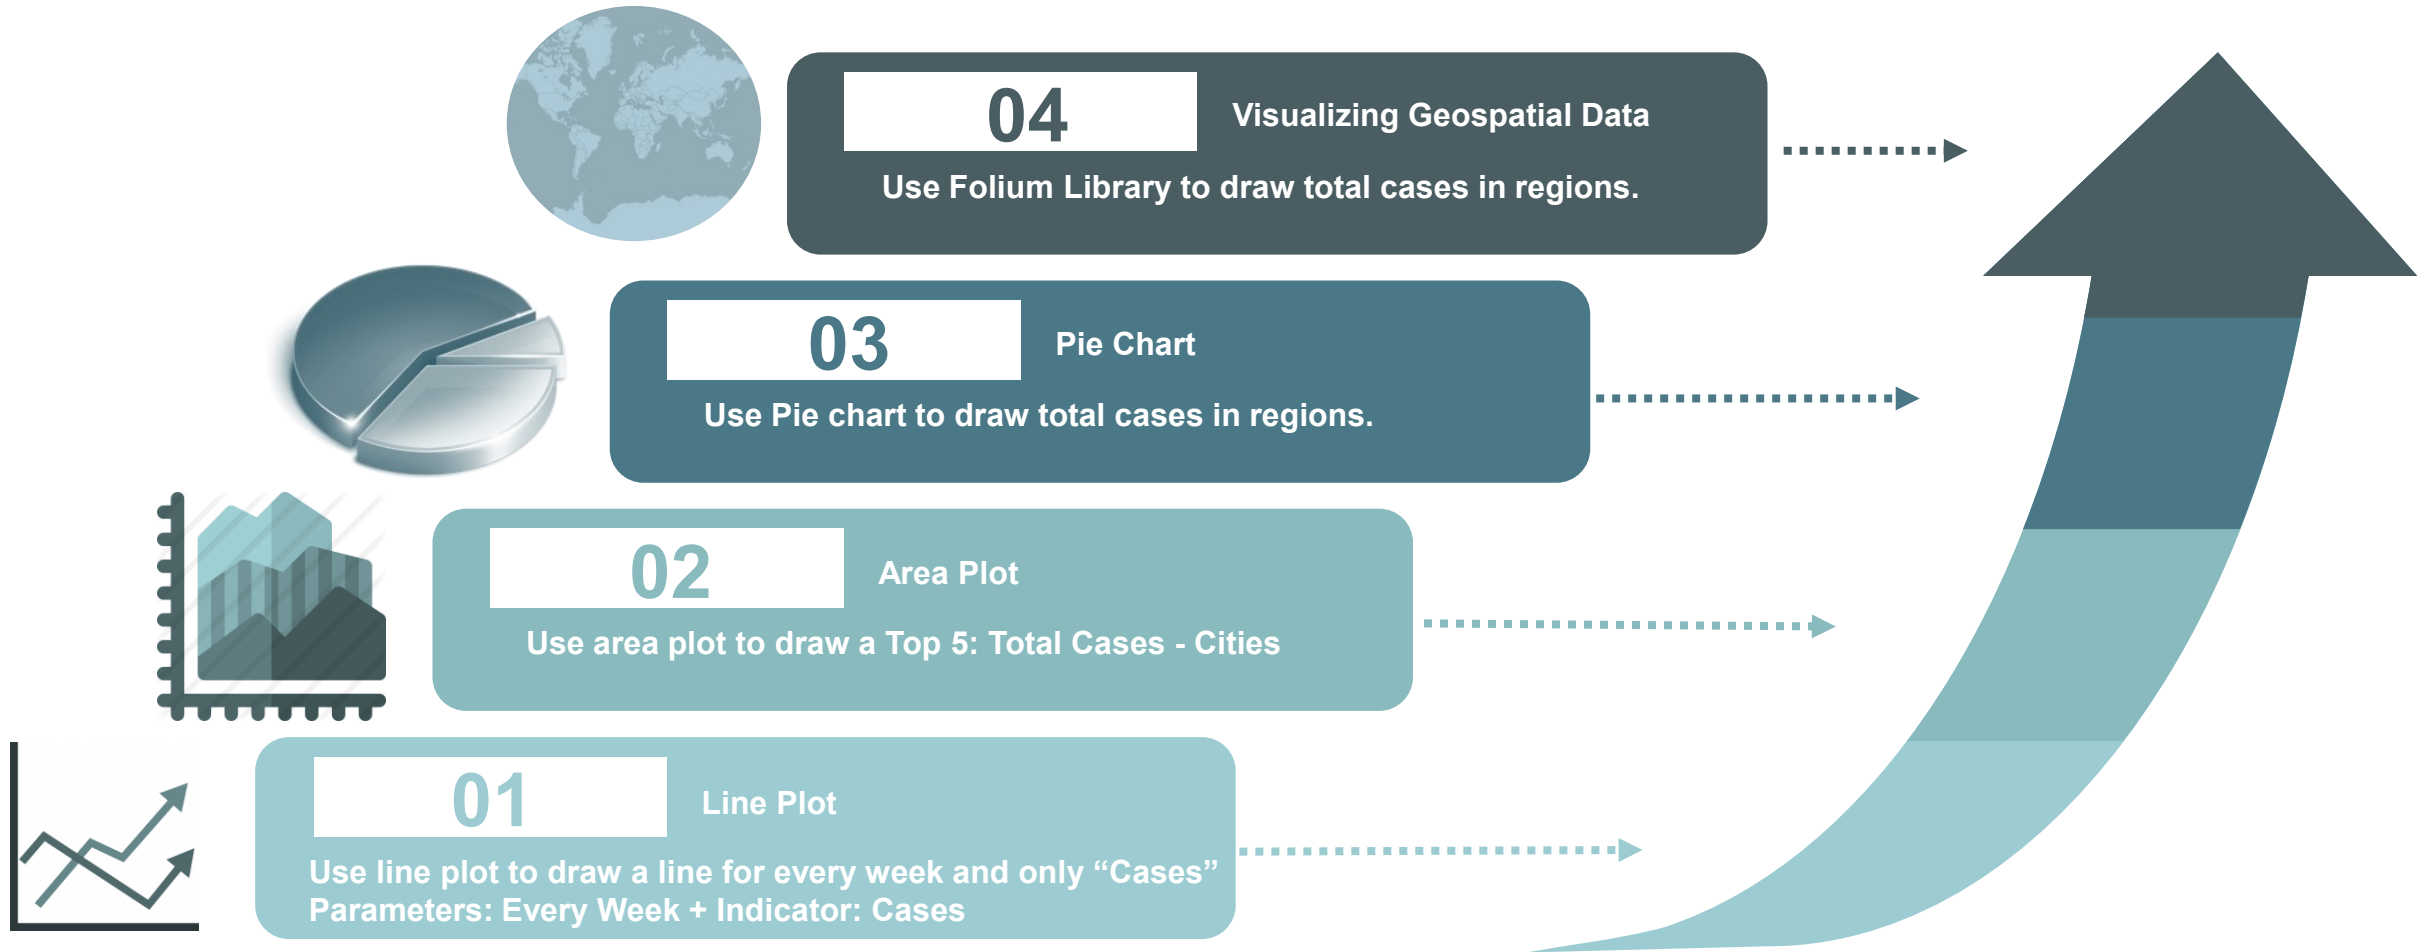 04
Visualizing Geospatial Data
Use Folium Library to draw total cases in regions.
03
Pie Chart
Use Pie chart to draw total cases in regions.
02
Area Plot
Use area plot to draw a Top 5: Total Cases - Cities
01
Line Plot
Use line plot to draw a line for every week and only “Cases”
Parameters: Every Week + Indicator: Cases